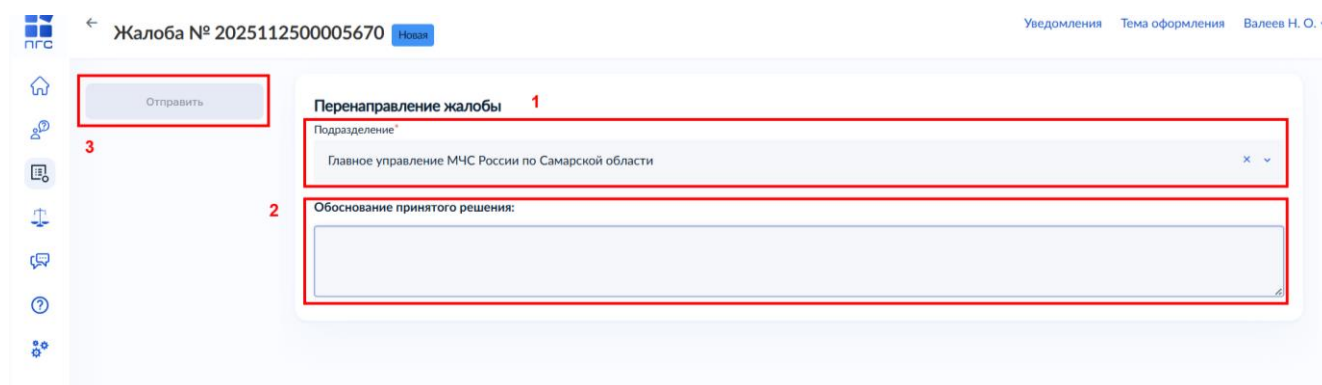 Жалоба № 2025112500005670 Новая
Уведомления Тема оформления Валеев Н. О.
пгс
Отправить
3
Перенаправление жалобы 1
Подразделение*
Главное управление МЧС России по Самарской области
2
Обоснование принятого решения: